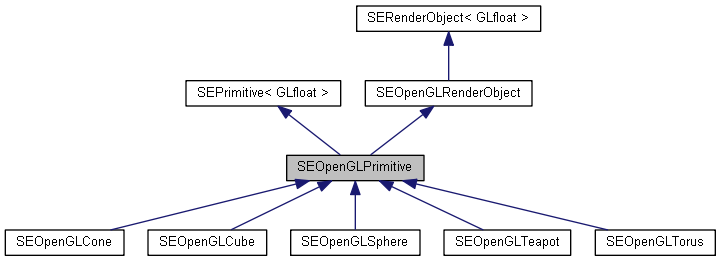 SERenderObject< GLfloat >
SEPrimitive< GLfloat >
SEOpenGLRenderObject
SEOpenGLPrimitive
SEOpenGLCone
SEOpenGLCube
SEOpenGLSphere
SEOpenGLTeapot
SEOpenGLTorus